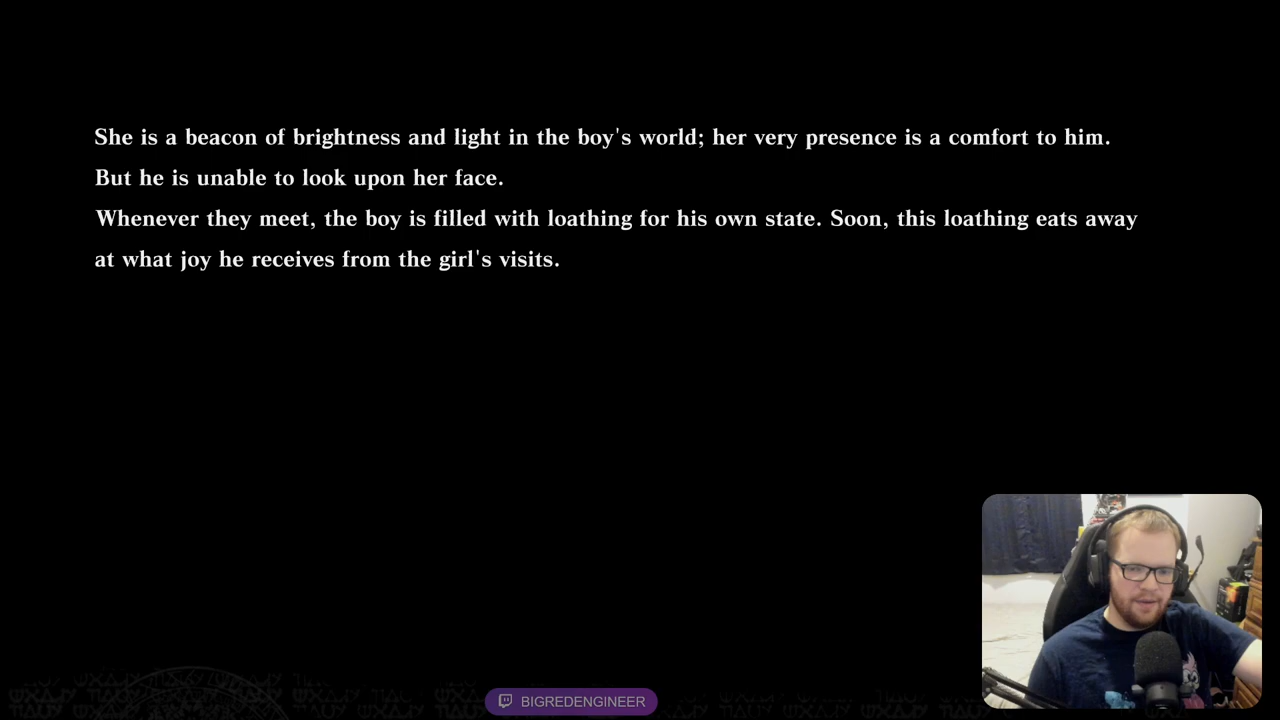 She is a beacon of brightness and light in the boy's world; her very presence is a comfort to him.
But he is unable to look upon her face.
Whenever they meet, the boy is filled with loathing for his own state. Soon, this loathing eats away
at what joy he receives from the girl's visits.
BIGREDENGINEER